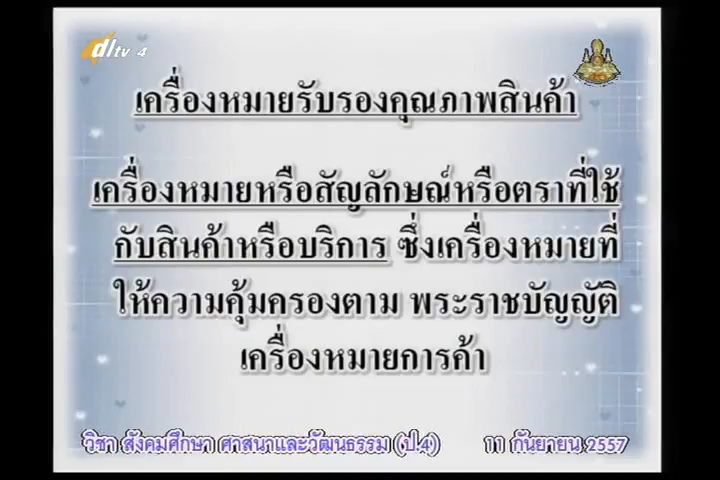 dltv 4
เครื่องหมายรับรองคุณภาพสินค้า
เครื่องหมายหรือสัญลักษณ์หรือตราที่ใช้
กับสินค้าหรือบริการ ซึ่งเครื่องหมายที่
ให้ความคุ้มครองตาม พระราชบัญญัติ
เครื่องหมายการค้า
วิชา สังคมศึกษา ศาสนาและวัฒนธรรม (ป.4) 11 กันยายน 2557